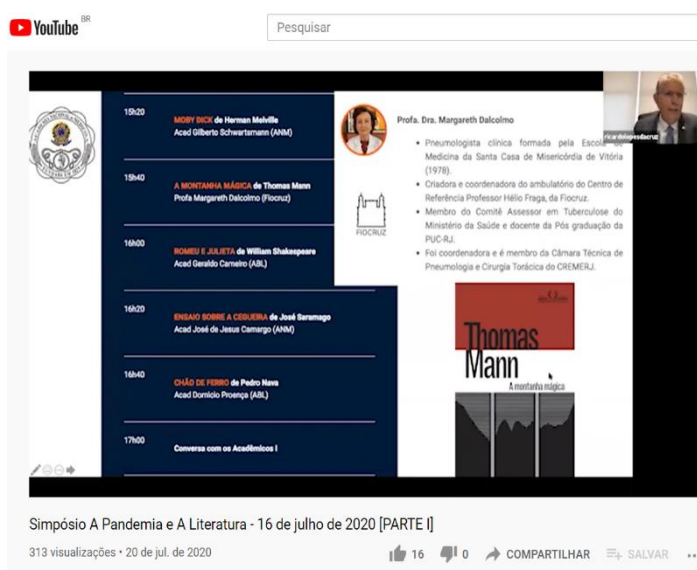 YouTube BR
Pesquisar
15h20
MOBY DICK de Herman Melville
Acad Gilberto Schwartsmann (ANM)
15h40
A MONTANHA MÁGICA de Thomas Mann
Profa Margareth Dalcolmo (Fiocruz)
16h00
ROMEU E JULIETA de William Shakespeare
Acad Geraldo Carneiro (ABL)
16h20
ENSAIO SOBRE A CEGUEIRA de José Saramago
Acad José de Jesus Camargo (ANM)
16h40
CHÃO DE FERRO de Pedro Nava
Acad Domicio Proença (ABL)
17h00
Conversa com os Acadêmicos I
Profa. Dra. Margareth Dalcolmo
• Pneumologista clínica formada pela Escola de
Medicina da Santa Casa de Misericórdia de Vitória
(1978).
• Criadora e coordenadora do ambulatório do Centro de
Referência Professor Hélio Fraga, da Fiocruz.
• Membro do Comitê Assessor em Tuberculose do
Ministério da Saúde e docente da Pós graduação da
PUC-RJ.
• Foi coordenadora e é membro da Câmara Técnica de
Pneumologia e Cirurgia Torácica do CREMERJ.
FIOCRUZ
ricardolopesdacruz
Thomas
Mann
A montanha mágica
Simpósio A Pandemia e A Literatura - 16 de julho de 2020 [PARTE I]
313 visualizações • 20 de jul. de 2020
16
0
COMPARTILHAR
SALVAR